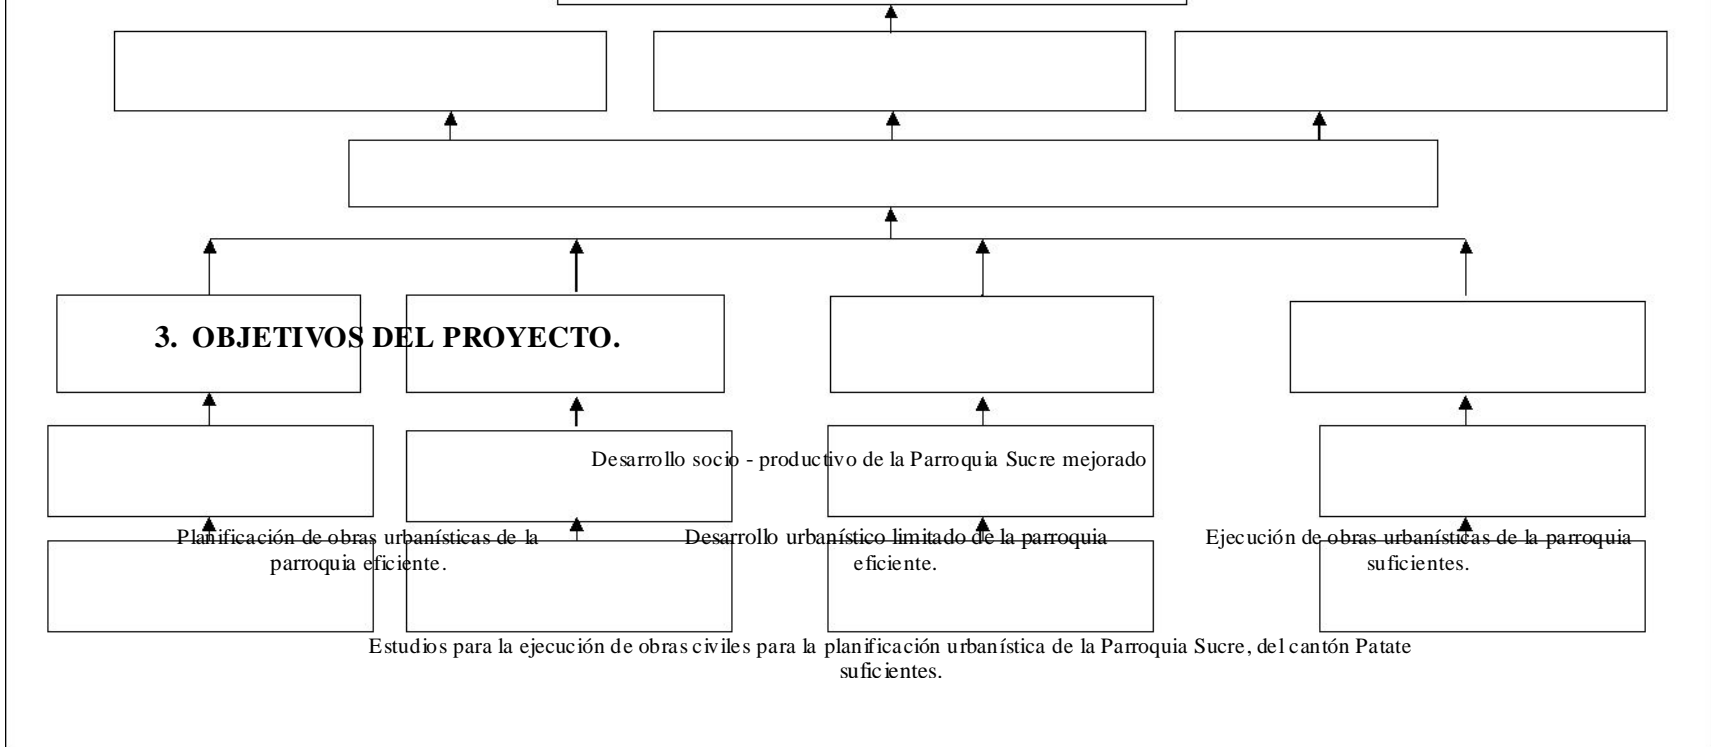 3. OBJETIVOS DEL PROYECTO.
Desarrollo socio - productivo de la Parroquia Sucre mejorado
Planificación de obras urbanísticas de la
parroquia eficiente.
Desarrollo urbanístico limitado de la parroquia
eficiente.
Ejecución de obras urbanísticas de la parroquia
suficientes.
Estudios para la ejecución de obras civiles para la planificación urbanística de la Parroquia Sucre, del cantón Patate
suficientes.